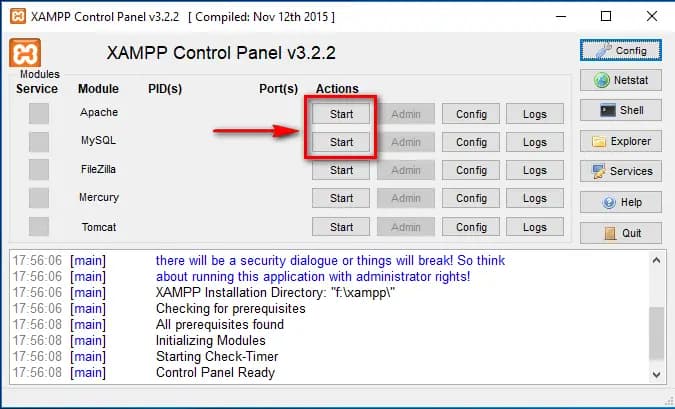 XAMPP Control Panel v3.2.2 [ Compiled: Nov 12th 2015 ]
XAMPP Control Panel v3.2.2
Config
Modules
Service Module PID(s) Port(s) Actions
Netstat
Apache Start Admin Config Logs
Shell
MySQL Start Admin Config Logs
Explorer
FileZilla Start Admin Config Logs
Services
Mercury Start Admin Config Logs
Help
Tomcat Start Admin Config Logs
Quit
17:56:06 [main] there will be a security dialogue or things will break! So think
17:56:06 [main] about running this application with administrator rights!
17:56:06 [main] XAMPP Installation Directory: "f:\xampp\"
17:56:06 [main] Checking for prerequisites
17:56:08 [main] All prerequisites found
17:56:08 [main] Initializing Modules
17:56:08 [main] Starting Check-Timer
17:56:08 [main] Control Panel Ready